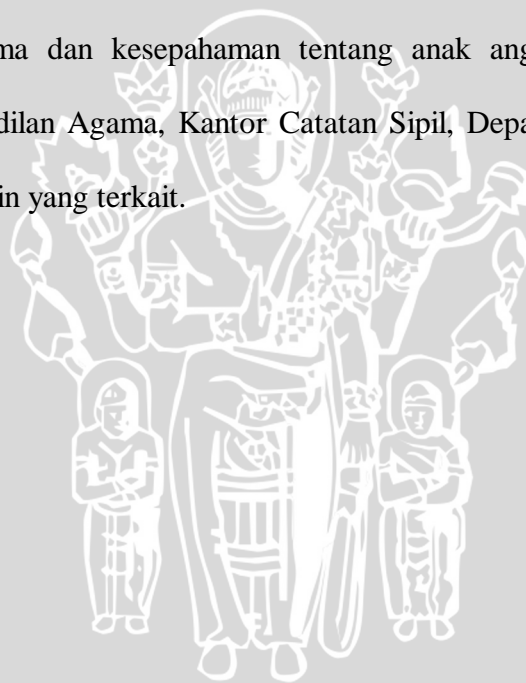 ma dan kesepahaman tentang anak ang
dilan Agama, Kantor Catatan Sipil, Depa
in yang terkait.